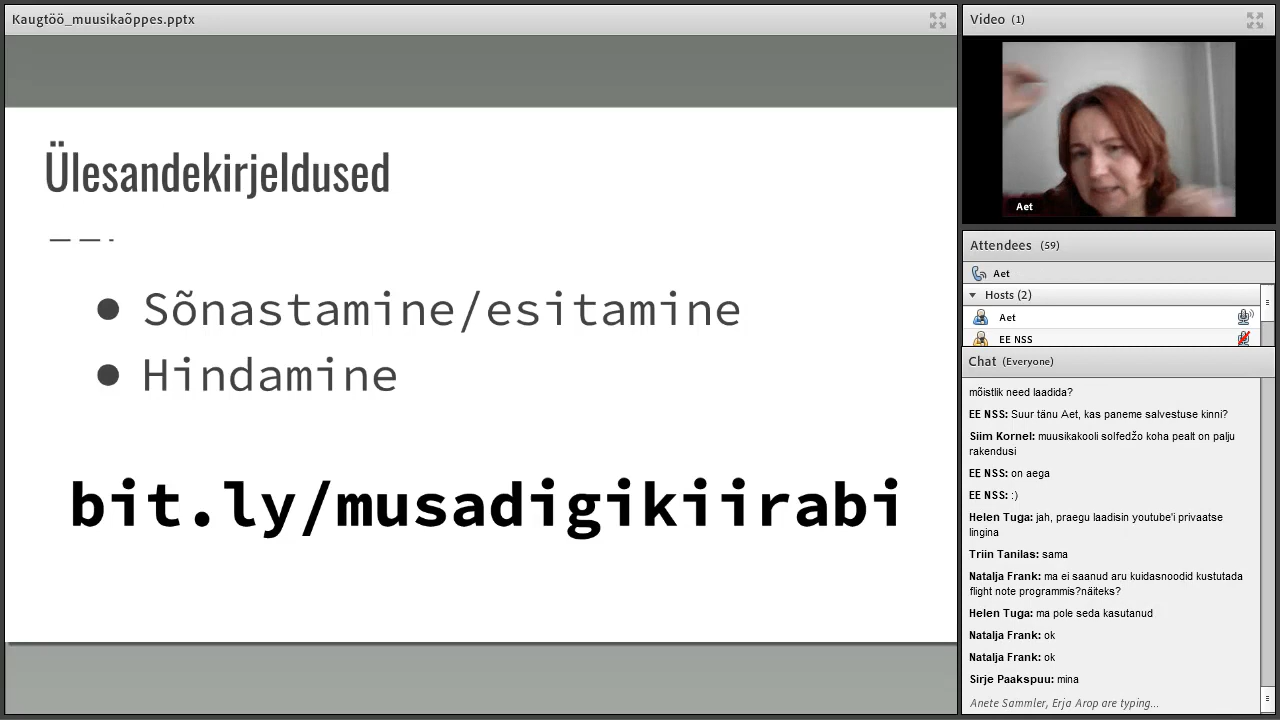 Kaugtöö_muusikaõppes.pptx
Ülesandekirjeldused
● Sõnastamine/esitamine
● Hindamine
bit.ly/musadigikiirabi
Video (1)
Aet
Attendees (59)
Aet
Hosts (2)
Aet
EE NSS
Chat (Everyone)
mõistlik need laadida?
EE NSS: Suur tänu Aet, kas paneme salvestuse kinni?
Siim Kornel: muusikakooli solfedžo koha pealt on palju
rakendusi
EE NSS: on aega
EE NSS: :)
Helen Tuga: jah, praegu laadisin youtube'i privaatse
lingina
Triin Tanilas: sama
Natalja Frank: ma ei saanud aru kuidasnoodid kustutada
flight note programmis?näiteks?
Helen Tuga: ma pole seda kasutanud
Natalja Frank: ok
Natalja Frank: ok
Sirje Paakspuu: mina
Anete Sammler, Erja Arop are typing...